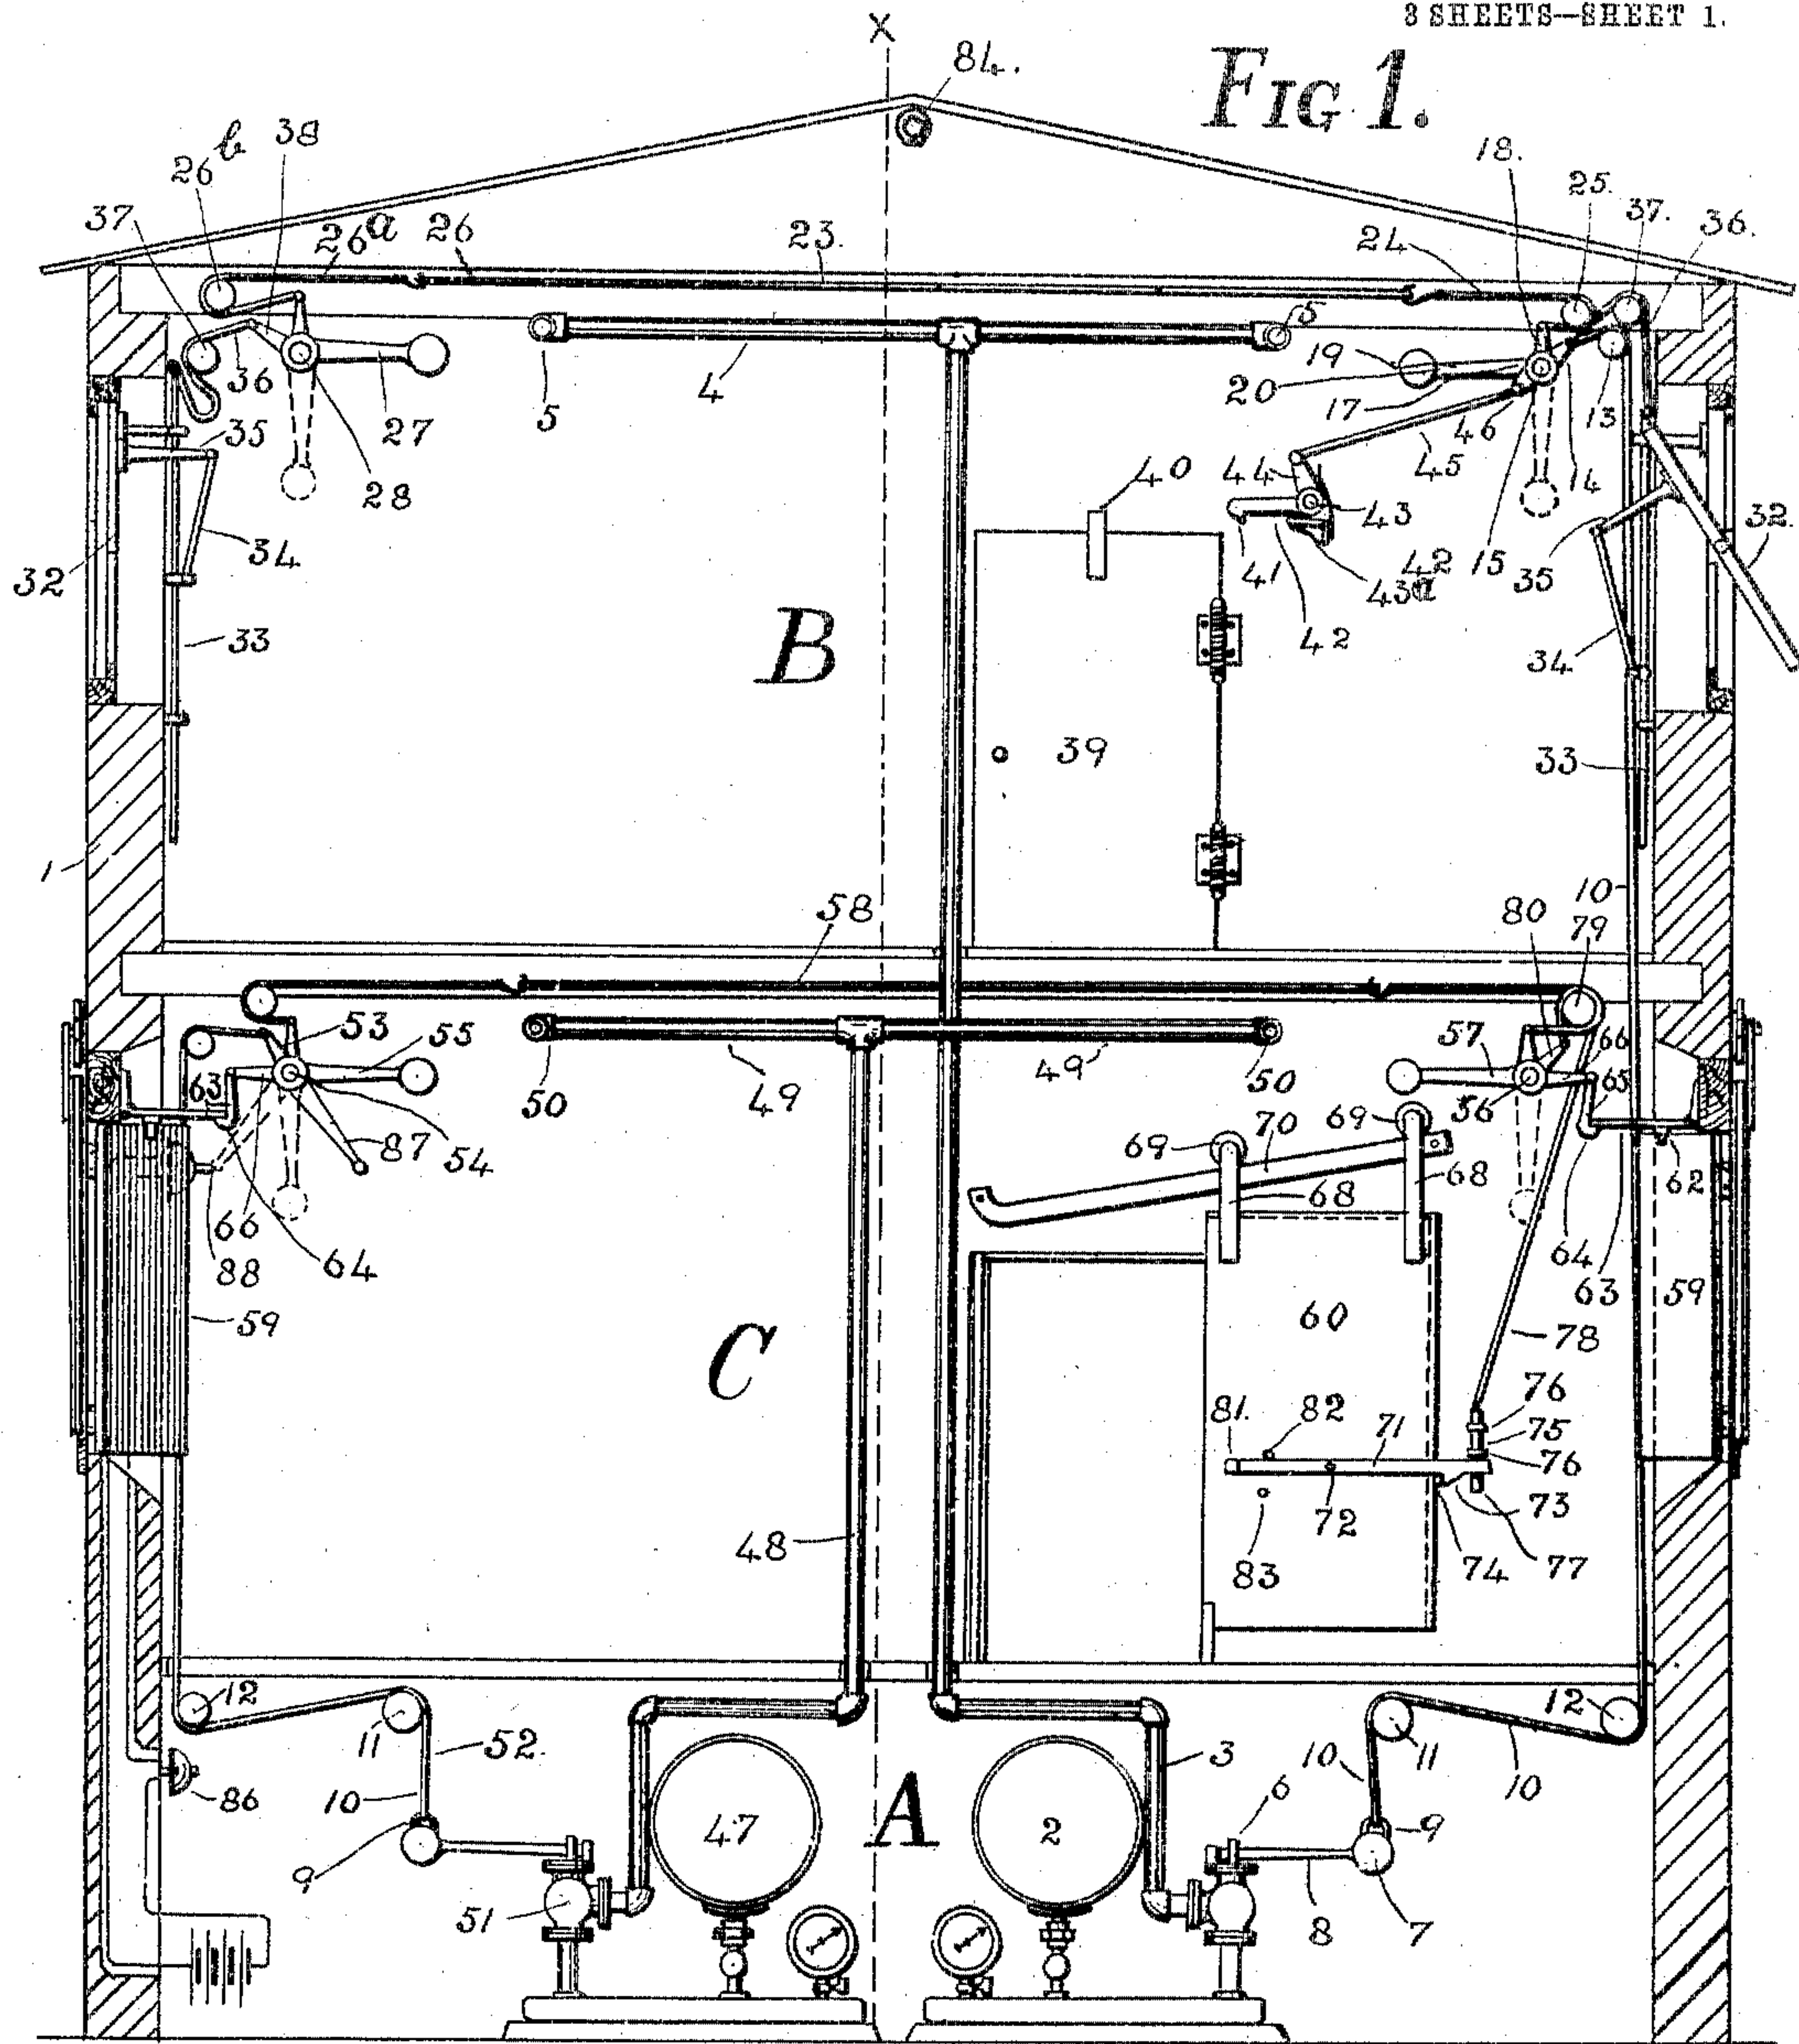 3 SHEETS—SHEET 1.
X
84.
FIG 1.
26b 38
18.
25.
37 26a 26 23. 24 37. 36.
36 5 4 5 19 20 17 46 13
35 27 45 14
28 40 44 43 32.
32 34 41 42 43a 42 15 35
B
33 34
39 33
1
10
58 80
79
53 55 57 66
63 50 49 49 50 56 65
69 69 70
87 54 68 68 62
66
88 64 64 63
59 60 59
78
C
76
81. 82 71 75
76
72 73
48 83 74 77
12 12
11 52. 3 11
10 10 10
86 A 6
47 2
9 9
51 8 7